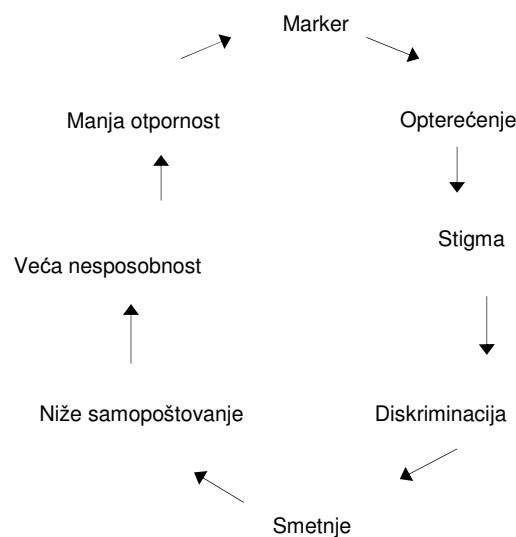 Marker
Manja otpornost
Opterećenje
Stigma
Veća nesposobnost
Niže samopoštovanje
Diskriminacija
Smetnje